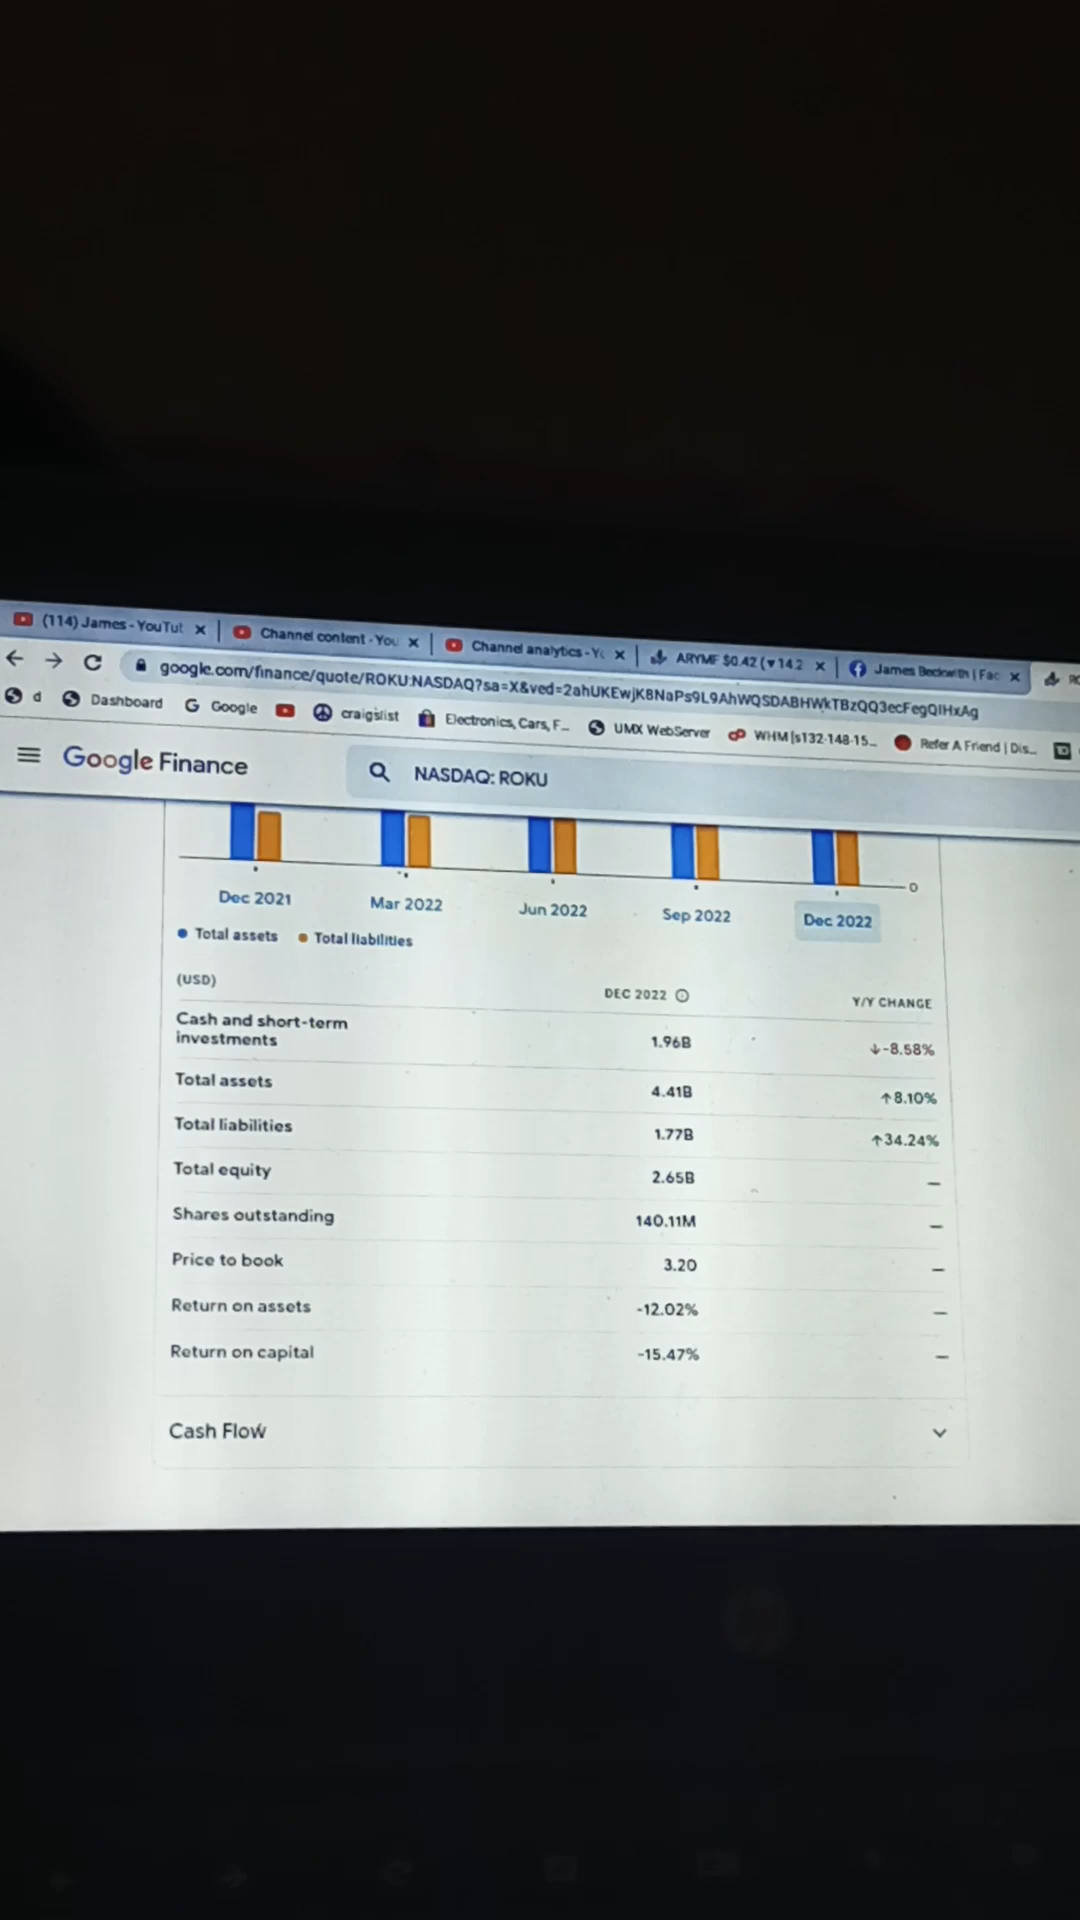 (114) James - YouTut
Channel content - You
Channel analytics - Yo
ARYMF $0.42 (▼14.2
James Beckwith | Fac
google.com/finance/quote/ROKU:NASDAQ?sa=X&ved=2ahUKEwjK8NaPs9L9AhWQSDABHWkTBzQQ3ecFegQIHxAg
d
Dashboard
Google
craigslist
Electronics, Cars, F...
UMX WebServer
WHM [s132-148-15...
Refer A Friend | Dis...
Google Finance
NASDAQ: ROKU
0
Dec 2021
Mar 2022
Jun 2022
Sep 2022
Dec 2022
Total assets
Total liabilities
(USD)
DEC 2022
Y/Y CHANGE
Cash and short-term
investments
1.96B
↓-8.58%
Total assets
4.41B
↑8.10%
Total liabilities
1.77B
↑34.24%
Total equity
2.65B
—
Shares outstanding
140.11M
—
Price to book
3.20
—
Return on assets
-12.02%
—
Return on capital
-15.47%
—
Cash Flow